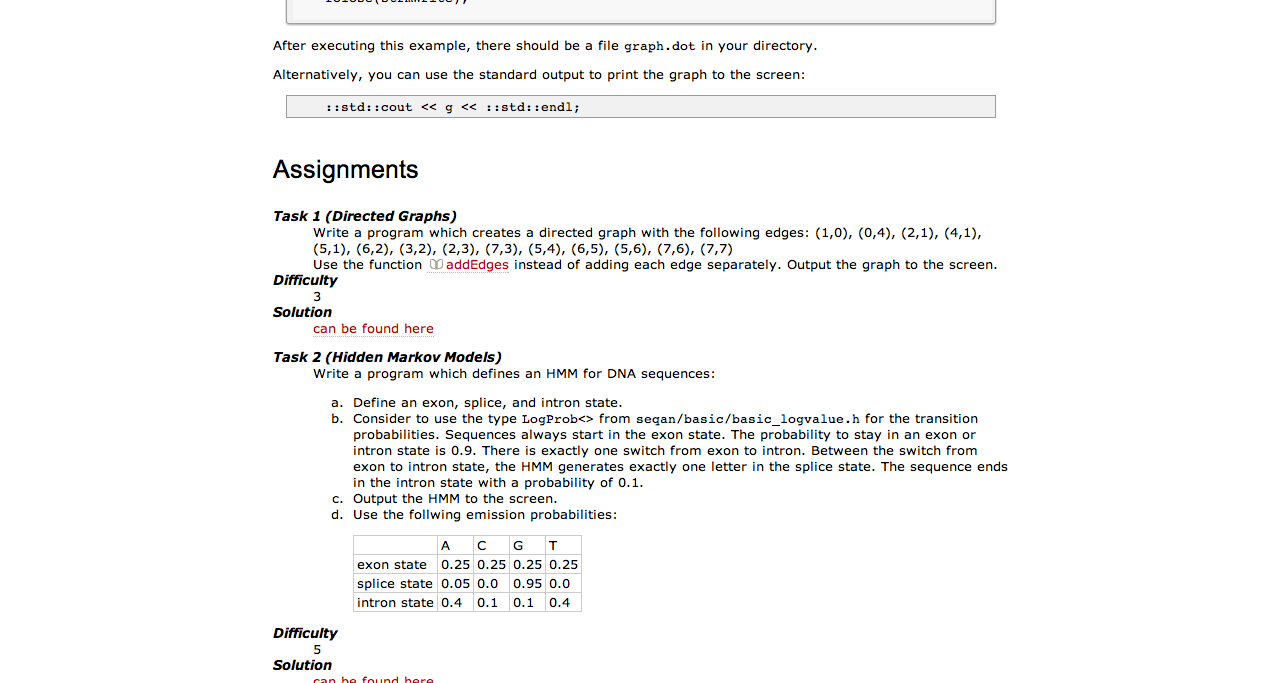 After executing this example, there should be a file graph.dot in your directory.
Alternatively, you can use the standard output to print the graph to the screen:
::std::cout << g << ::std::endl;
Assignments
Task 1 (Directed Graphs)
Write a program which creates a directed graph with the following edges: (1,0), (0,4), (2,1), (4,1),
(5,1), (6,2), (3,2), (2,3), (7,3), (5,4), (6,5), (5,6), (7,6), (7,7)
Use the function addEdges instead of adding each edge separately. Output the graph to the screen.
Difficulty
3
Solution
can be found here
Task 2 (Hidden Markov Models)
Write a program which defines an HMM for DNA sequences:
a. Define an exon, splice, and intron state.
b. Consider to use the type LogProb<> from seqan/basic/basic_logvalue.h for the transition
probabilities. Sequences always start in the exon state. The probability to stay in an exon or
intron state is 0.9. There is exactly one switch from exon to intron. Between the switch from
exon to intron state, the HMM generates exactly one letter in the splice state. The sequence ends
in the intron state with a probability of 0.1.
c. Output the HMM to the screen.
d. Use the follwing emission probabilities:
A C G T
exon state 0.25 0.25 0.25 0.25
splice state 0.05 0.0 0.95 0.0
intron state 0.4 0.1 0.1 0.4
Difficulty
5
Solution
can be found here